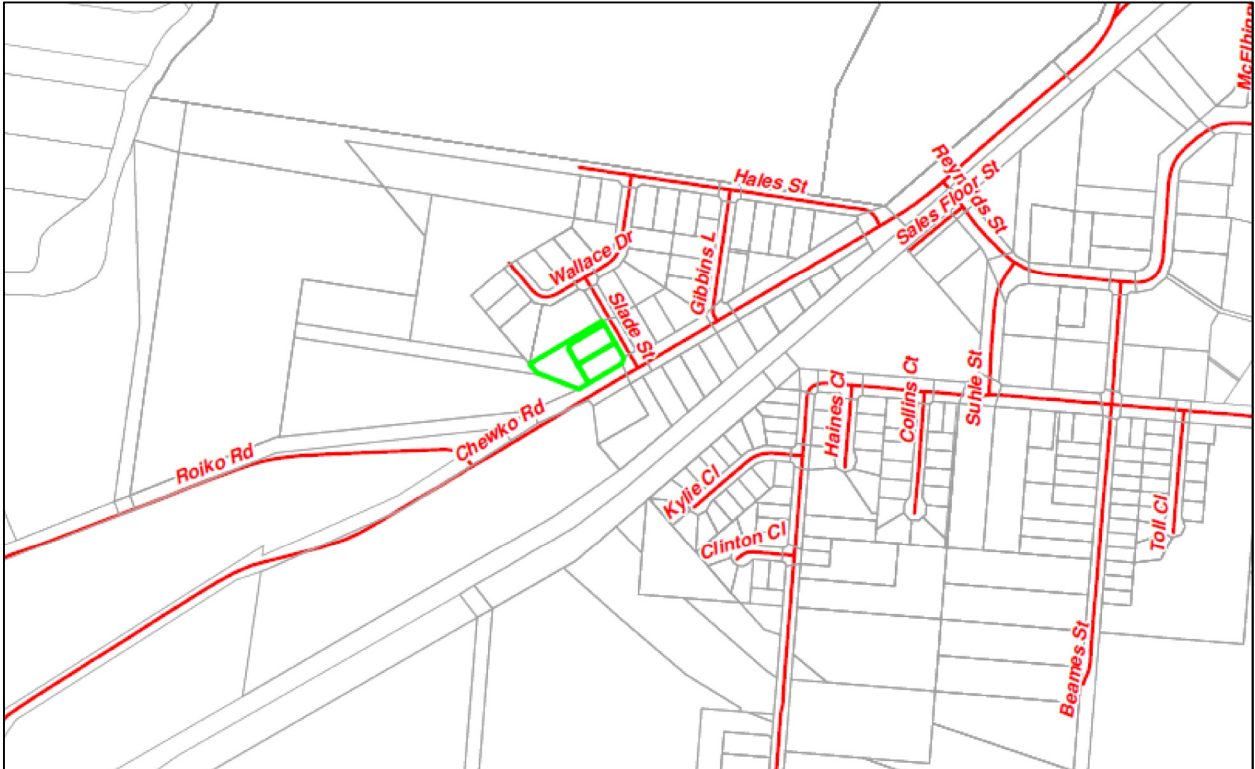 McElhinn
Reynolds St
Hales St
Sales Floor St
Wallace Dr
Gibbins L
Slade St
Suhle St
Collins Ct
Haines Cl
Chewko Rd
Roiko Rd
Kylie Cl
Clinton Cl
Toll Cl
Beames St